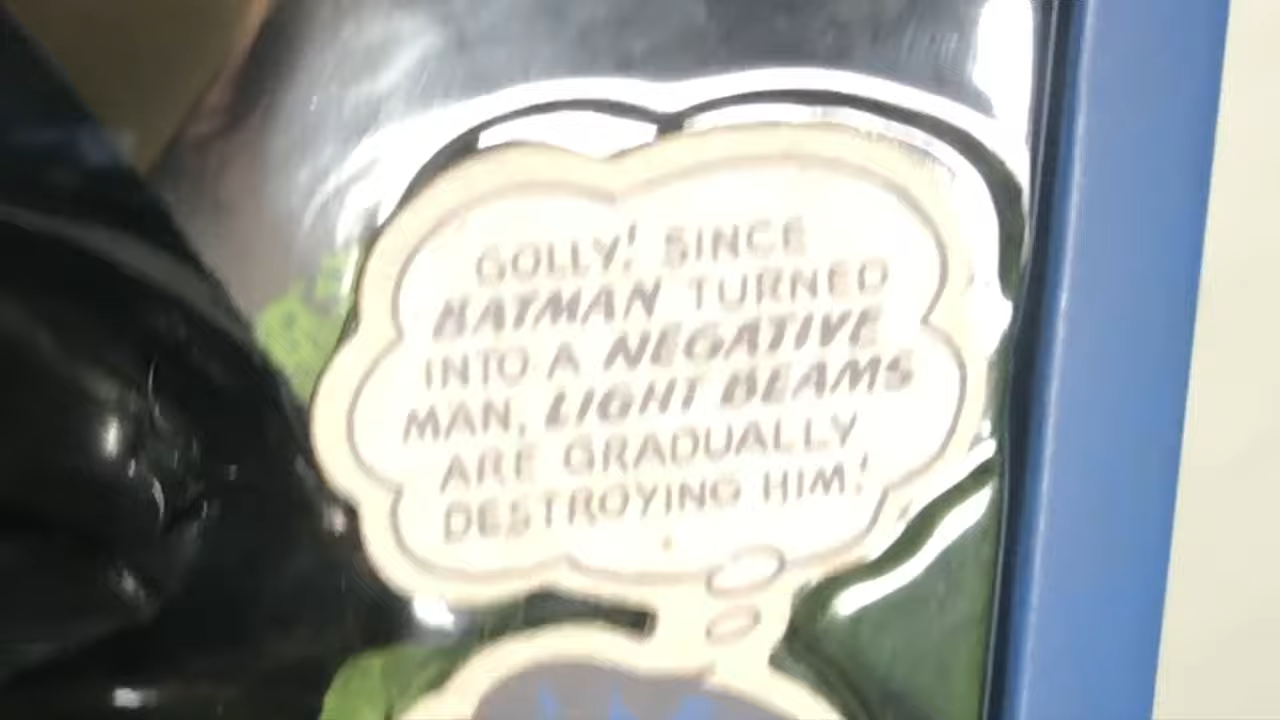 GOLLY! SINCE
BATMAN TURNED
INTO A NEGATIVE
MAN, LIGHT BEAMS
ARE GRADUALLY
DESTROYING HIM!